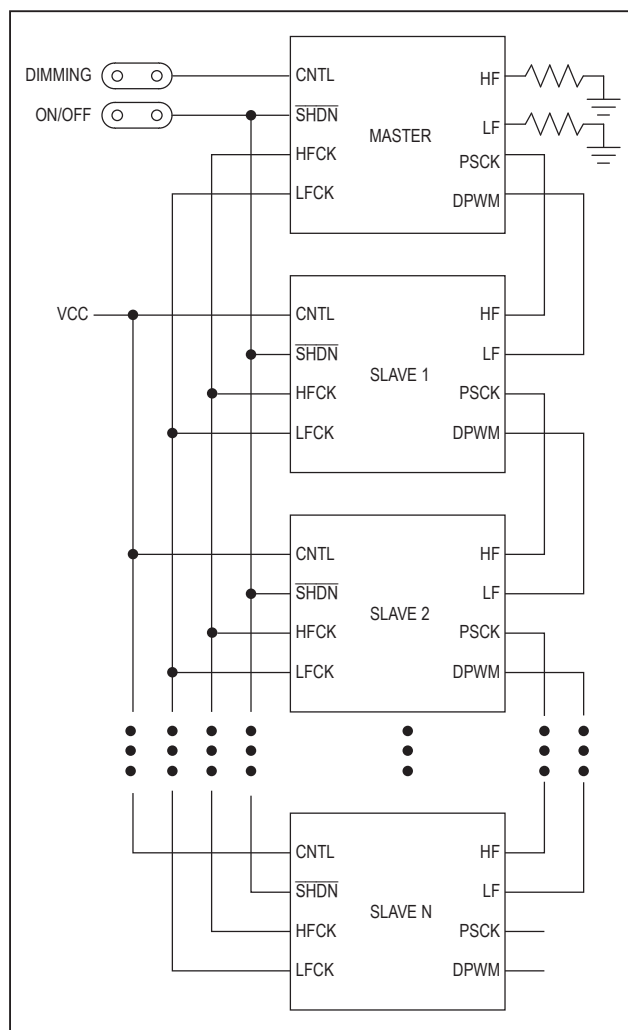 DIMMING
ON/OFF
CNTL
SHDN
HFCK
LFCK
MASTER
HF
LF
PSCK
DPWM
VCC
CNTL
SHDN
HFCK
LFCK
SLAVE 1
HF
LF
PSCK
DPWM
CNTL
SHDN
HFCK
LFCK
SLAVE 2
HF
LF
PSCK
DPWM
CNTL
SHDN
HFCK
LFCK
SLAVE N
HF
LF
PSCK
DPWM